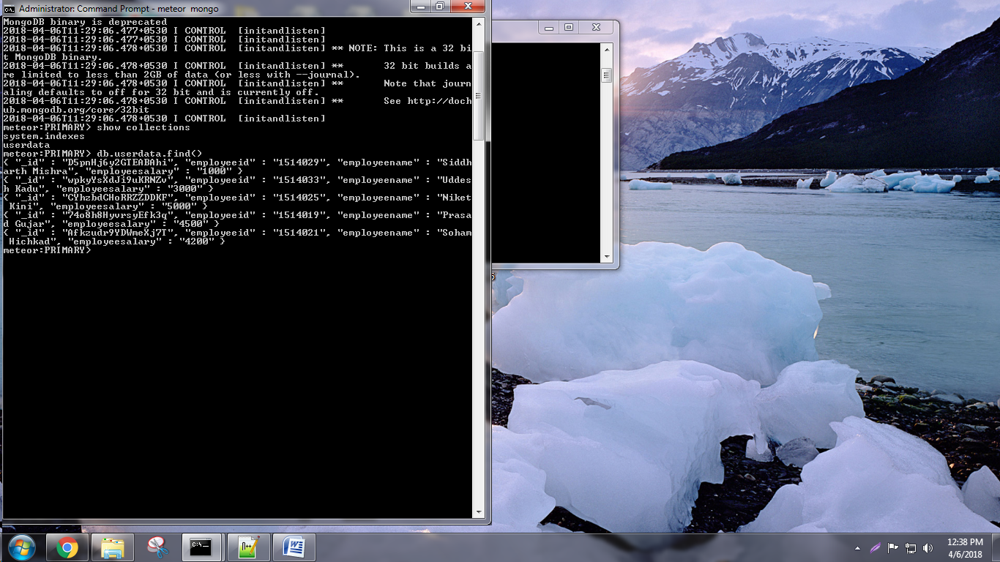 Administrator: Command Prompt - meteor  mongo
MongoDB binary is deprecated
2018-04-06T11:29:06.477+0530 I CONTROL  [initandlisten]
2018-04-06T11:29:06.477+0530 I CONTROL  [initandlisten]
2018-04-06T11:29:06.478+0530 I CONTROL  [initandlisten] ** NOTE: This is a 32 bi
t MongoDB binary.
2018-04-06T11:29:06.478+0530 I CONTROL  [initandlisten] **       32 bit builds a
re limited to less than 2GB of data (or less with --journal).
2018-04-06T11:29:06.478+0530 I CONTROL  [initandlisten] **       Note that journ
aling defaults to off for 32 bit and is currently off.
2018-04-06T11:29:06.478+0530 I CONTROL  [initandlisten] **       See http://doch
ub.mongodb.org/core/32bit
2018-04-06T11:29:06.478+0530 I CONTROL  [initandlisten]
meteor:PRIMARY> show collections
system.indexes
userdata
meteor:PRIMARY> db.userdata.find()
{ "_id" : "D5pnHj6y2GTEABAhi", "employeeid" : "1514029", "employeename" : "Siddh
arth Mishra", "employeesalary" : "1000" }
{ "_id" : "wpkyYsXdJi9uKRNZv", "employeeid" : "1514033", "employeename" : "Uddes
h Kadu", "employeesalary" : "3000" }
{ "_id" : "CYhzbdCHoRRZZDDKF", "employeeid" : "1514025", "employeename" : "Niket
 Kini", "employeesalary" : "5000" }
{ "_id" : "74o8h8HyvrsyEfk3q", "employeeid" : "1514019", "employeename" : "Prasa
d Gujar", "employeesalary" : "4500" }
{ "_id" : "Afkzudr9YDWmeXj7T", "employeeid" : "1514021", "employeename" : "Soham
 Hichkad", "employeesalary" : "4200" }
meteor:PRIMARY>
12:38 PM
4/6/2018